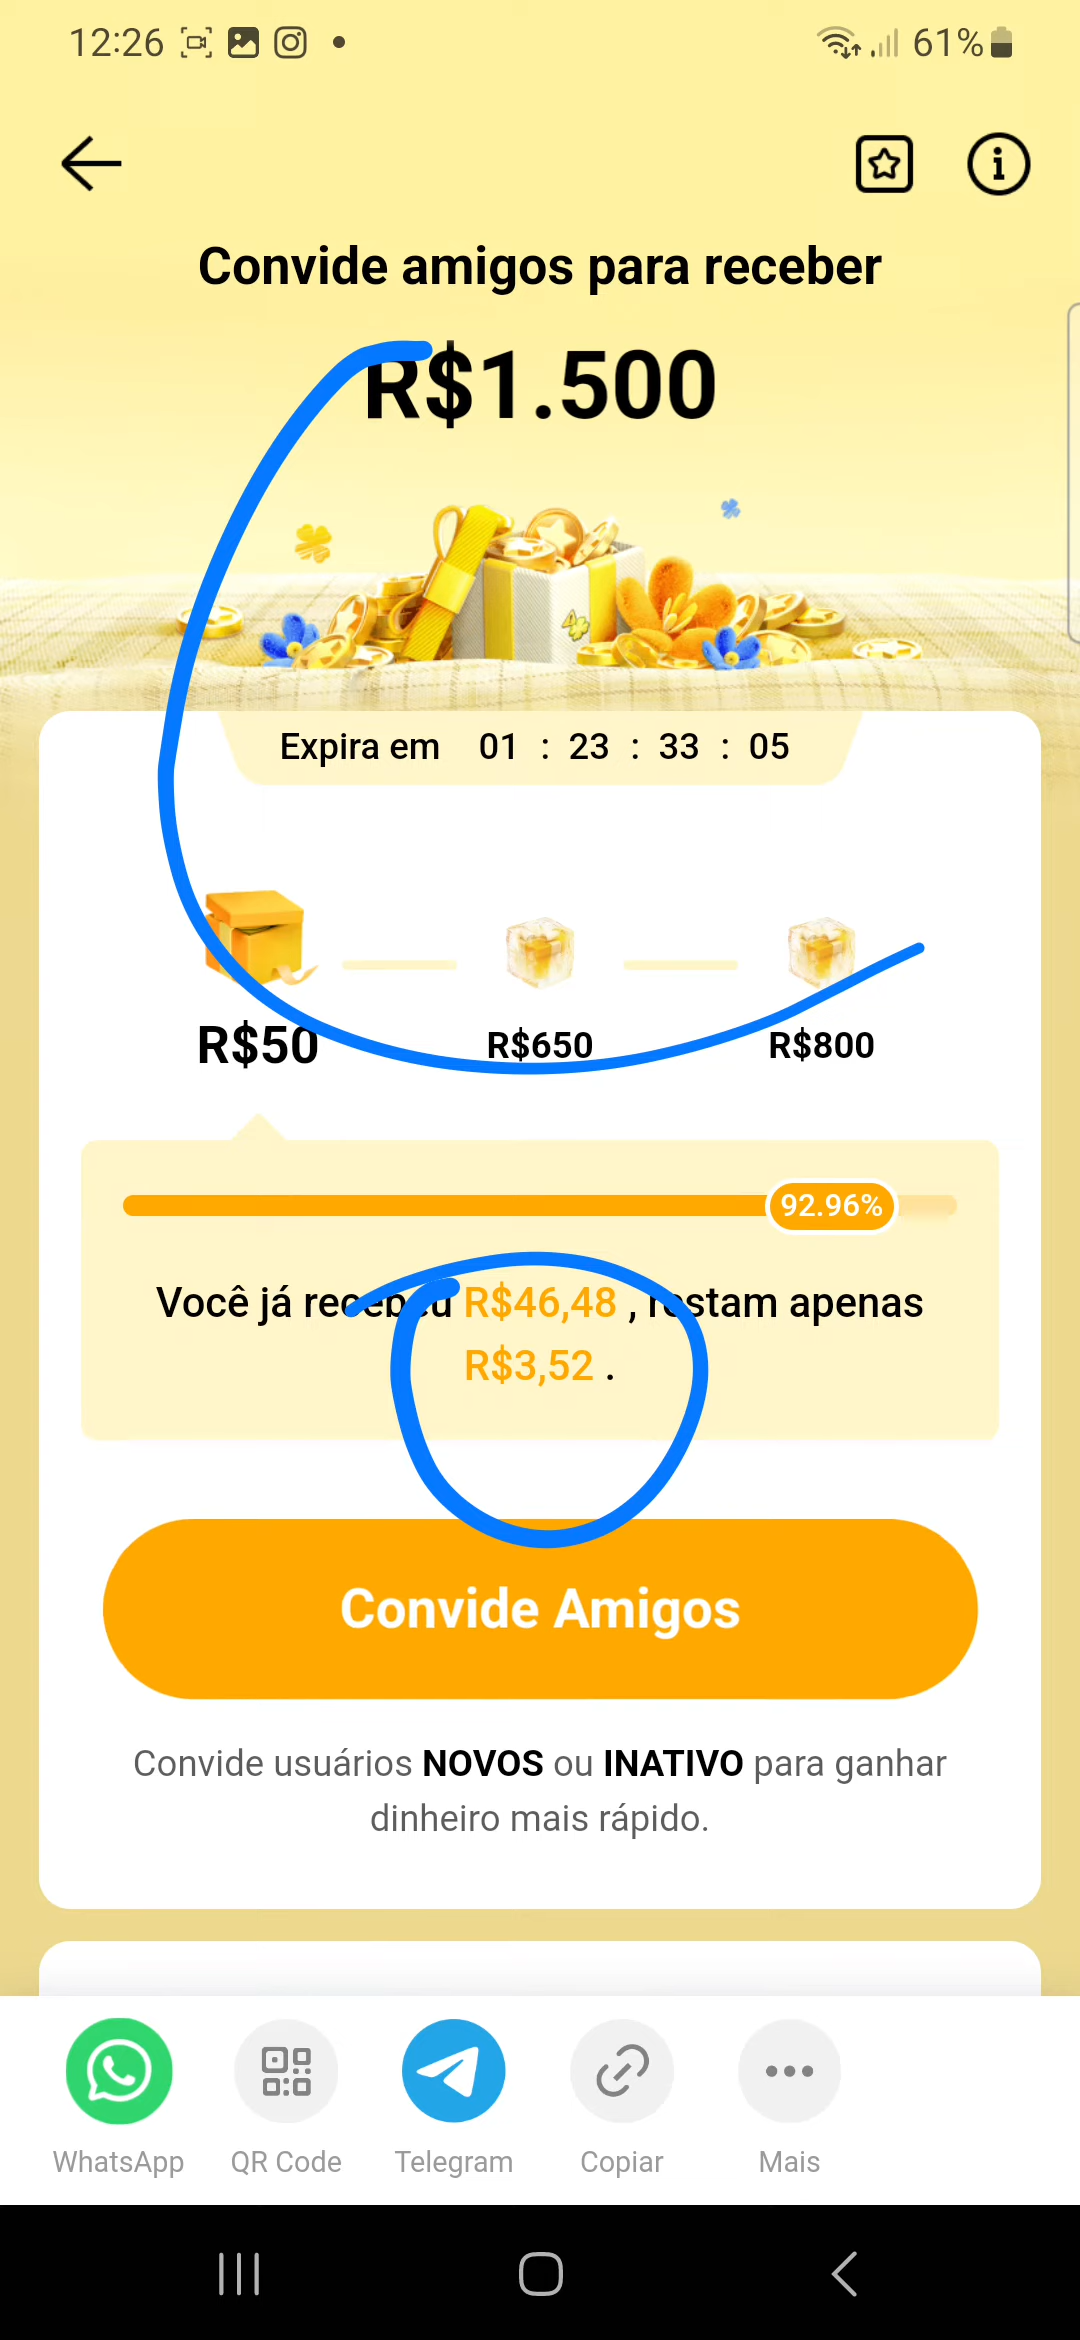 12:26
61%
Convide amigos para receber
R$1.500
Expira em 01 : 23 : 33 : 05
R$50 R$650 R$800
92.96%
Você já recebeu R$46,48 , restam apenas
R$3,52 .
Convide Amigos
Convide usuários NOVOS ou INATIVO para ganhar
dinheiro mais rápido.
WhatsApp QR Code Telegram Copiar Mais